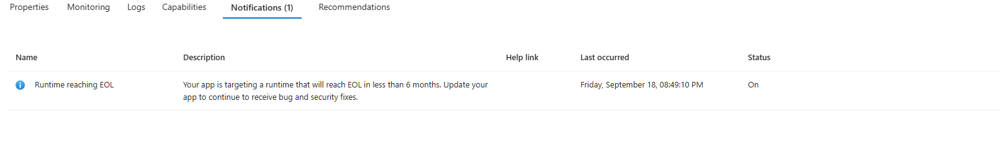 Properties Monitoring Logs Capabilities Notifications (1) Recommendations
Name Description Help link Last occurred Status
Runtime reaching EOL Your app is targeting a runtime that will reach EOL in less than 6 months. Update your Friday, September 18, 08:49:10 PM On
app to continue to receive bug and security fixes.